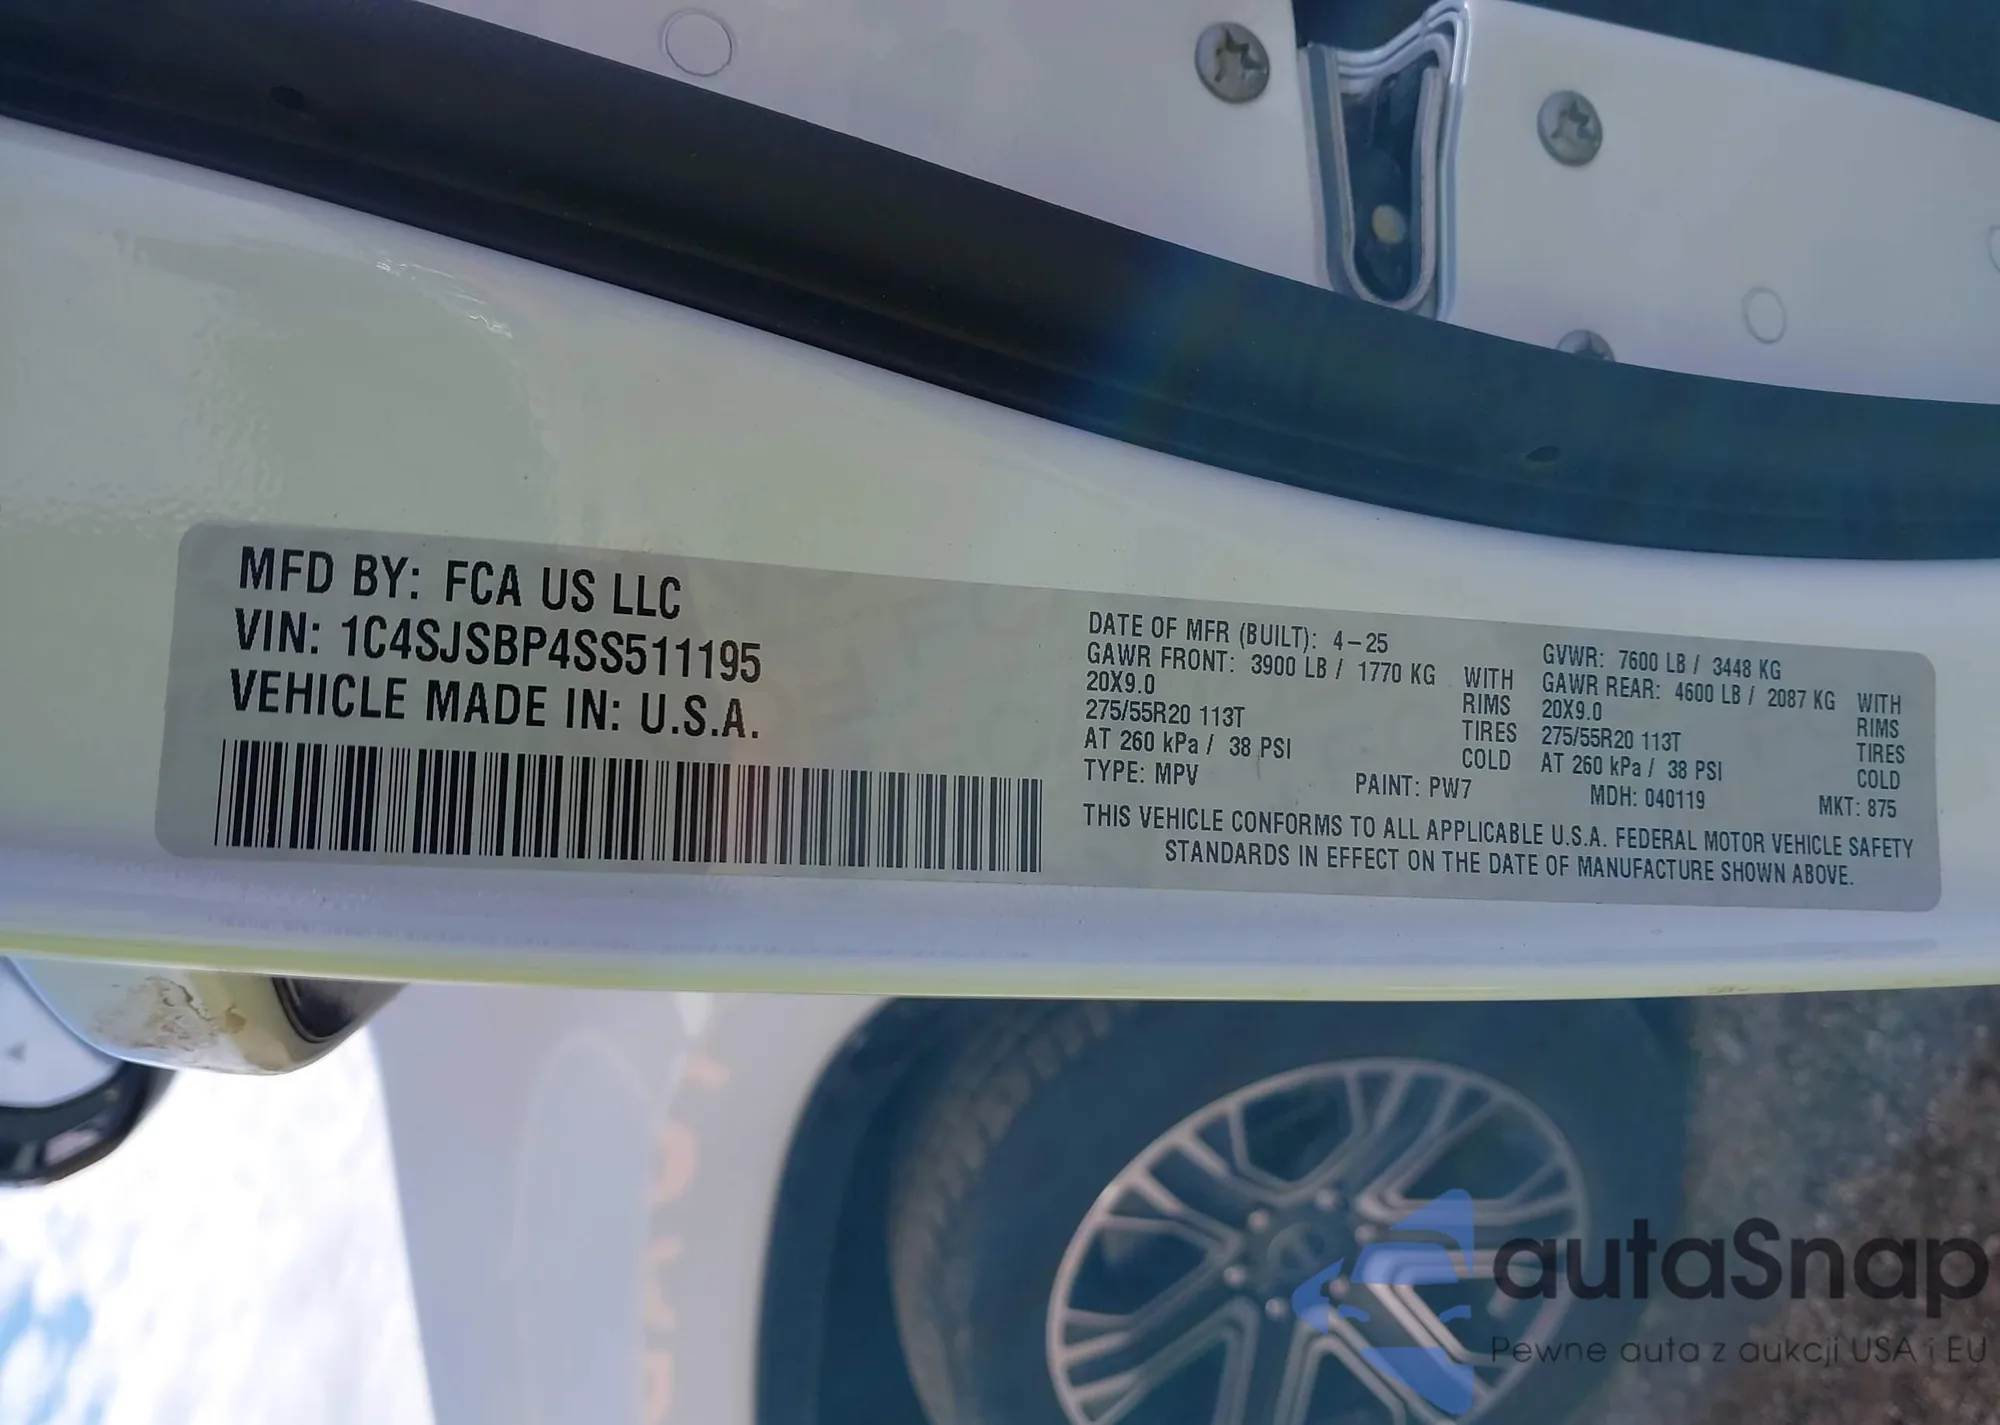 MFD BY: FCA US LLC
VIN: 1C4SJSBP4SS511195
VEHICLE MADE IN: U.S.A.
DATE OF MFR (BUILT): 4-25
GAWR FRONT: 3900 LB / 1770 KG WITH
20X9.0 RIMS
275/55R20 113T TIRES
AT 260 kPa / 38 PSI COLD
TYPE: MPV PAINT: PW7
GVWR: 7600 LB / 3448 KG
GAWR REAR: 4600 LB / 2087 KG WITH
20X9.0 RIMS
275/55R20 113T TIRES
AT 260 kPa / 38 PSI COLD
MDH: 040119 MKT: 875
THIS VEHICLE CONFORMS TO ALL APPLICABLE U.S.A. FEDERAL MOTOR VEHICLE SAFETY
STANDARDS IN EFFECT ON THE DATE OF MANUFACTURE SHOWN ABOVE.
autaSnap
Pewne auta z aukcji USA i EU